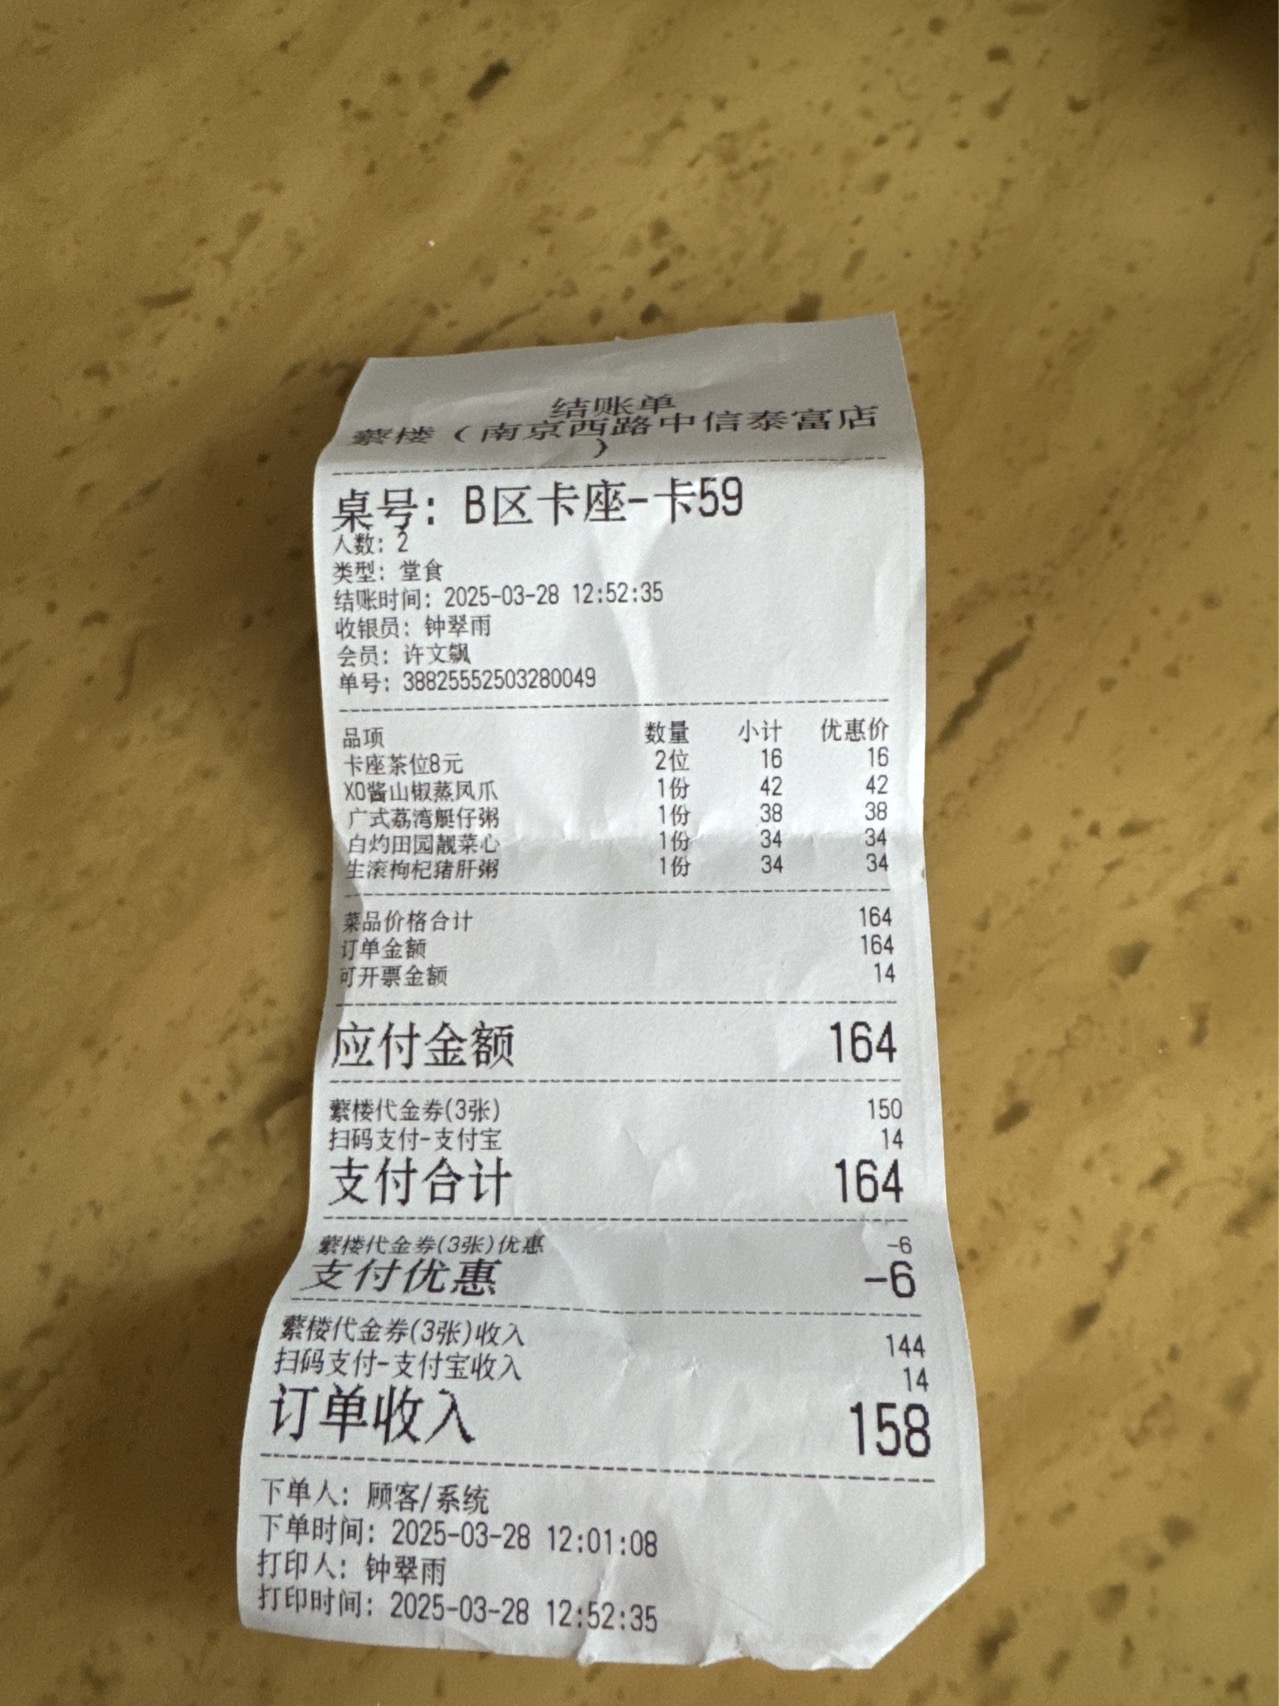 结账单
蘩楼（南京西路中信泰富店
）
桌号: B区卡座-卡59
人数: 2
类型: 堂食
结账时间: 2025-03-28 12:52:35
收银员: 钟翠雨
会员: 许文飙
单号: 38825552503280049
品项 数量 小计 优惠价
卡座茶位8元 2位 16 16
XO酱山椒蒸凤爪 1份 42 42
广式荔湾艇仔粥 1份 38 38
白灼田园靓菜心 1份 34 34
生滚枸杞猪肝粥 1份 34 34
菜品价格合计 164
订单金额 164
可开票金额 14
应付金额 164
蘩楼代金券(3张) 150
扫码支付-支付宝 14
支付合计 164
蘩楼代金券(3张)优惠 -6
支付优惠 -6
蘩楼代金券(3张)收入 144
扫码支付-支付宝收入 14
订单收入 158
下单人: 顾客/系统
下单时间: 2025-03-28 12:01:08
打印人: 钟翠雨
打印时间: 2025-03-28 12:52:35